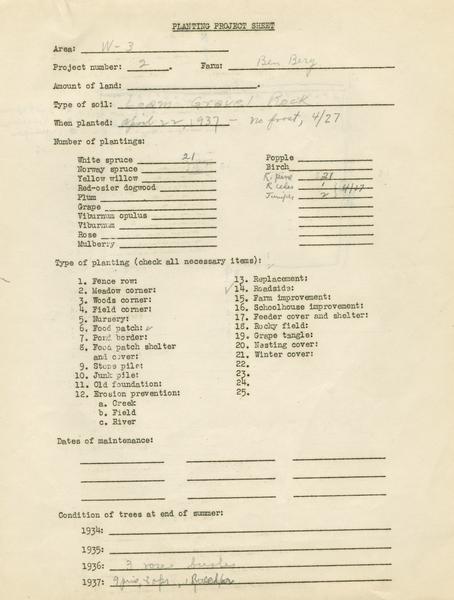 PLANTING PROJECT SHEET
Area: W-3
Project number: 2. Farm: Ben Berg
Amount of land:
Type of soil: Loam Gravel Rock
When planted: April 22, 1937 - no frost, 4/27
Number of plantings:
White spruce 21 Popple
Norway spruce Birch
Yellow willow R. pine 21
Red-osier dogwood R. 1 4/17
Plum Juniper 2
Grape
Viburnum opulus
Viburnum
Rose
Mulberry
Type of planting (check all necessary items):
1. Fence row: 13. Replacement:
2. Meadow corner: ✓ 14. Roadside:
3. Woods corner: 15. Farm improvement:
4. Field corner: 16. Schoolhouse improvement:
5. Nursery: 17. Feeder cover and shelter:
6. Food patch: 18. Rocky field:
7. Pond border: 19. Grape tangle:
8. Food patch shelter 20. Nesting cover:
and cover: 21. Winter cover:
9. Stone pile: 22.
10. Junk pile: 23.
11. Old foundation: 24.
12. Erosion prevention: 25.
a. Creek
b. Field
c. River
Dates of maintenance:
Condition of trees at end of summer:
1934:
1935:
1936: 3 rose bushes
1937: 9